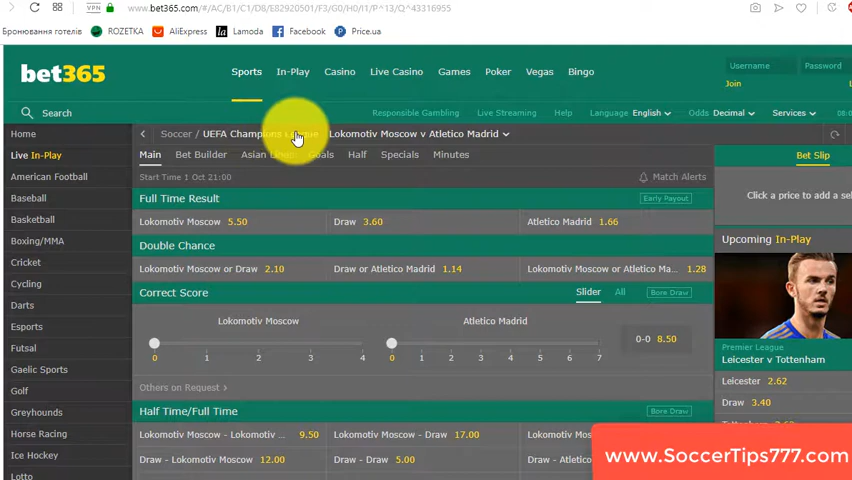 VPN www.bet365.com/#/AC/B1/C1/D8/E82920501/F3/G0/H0/I1/P^13/Q^43316955
Бронювання готелів ROZETKA AliExpress la Lamoda Facebook Price.ua
bet365 Sports In-Play Casino Live Casino Games Poker Vegas Bingo Username Password
Join
Search Responsible Gambling Live Streaming Help Language English Odds Decimal Services
Home Soccer / UEFA Champions League Lokomotiv Moscow v Atletico Madrid
Live In-Play Main Bet Builder Asian Lines Goals Half Specials Minutes Bet Slip
American Football Start Time 1 Oct 21:00 Match Alerts
Baseball Full Time Result Early Payout Click a price to add a
Basketball Lokomotiv Moscow 5.50 Draw 3.60 Atletico Madrid 1.66
Boxing/MMA Double Chance Upcoming In-Play
Cricket Lokomotiv Moscow or Draw 2.10 Draw or Atletico Madrid 1.14 Lokomotiv Moscow or Atletico Ma... 1.28
Cycling Correct Score Slider All Bore Draw
Darts Lokomotiv Moscow Atletico Madrid
Esports 0-0 8.50
Futsal 0 1 2 3 4 0 1 2 3 4 5 6 7 Premier League
Gaelic Sports Leicester v Tottenham
Golf Others on Request Leicester 2.62
Greyhounds Half Time/Full Time Bore Draw Draw 3.40
Horse Racing Lokomotiv Moscow - Lokomotiv ... 9.50 Lokomotiv Moscow - Draw 17.00 Lokomotiv Mos
Ice Hockey Draw - Lokomotiv Moscow 12.00 Draw - Draw 5.00 Draw - Atletic
Lotto
www.SoccerTips777.com